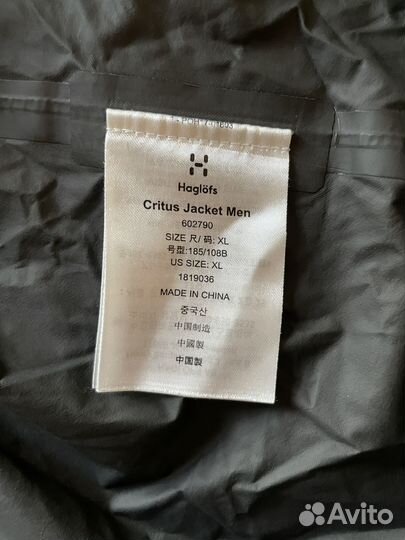 Haglöfs
Critus Jacket Men
602790
SIZE 尺/ 码: XL
号型:185/108B
US SIZE: XL
1819036
MADE IN CHINA
중국산
中国制造
中國製
中国製
Avito